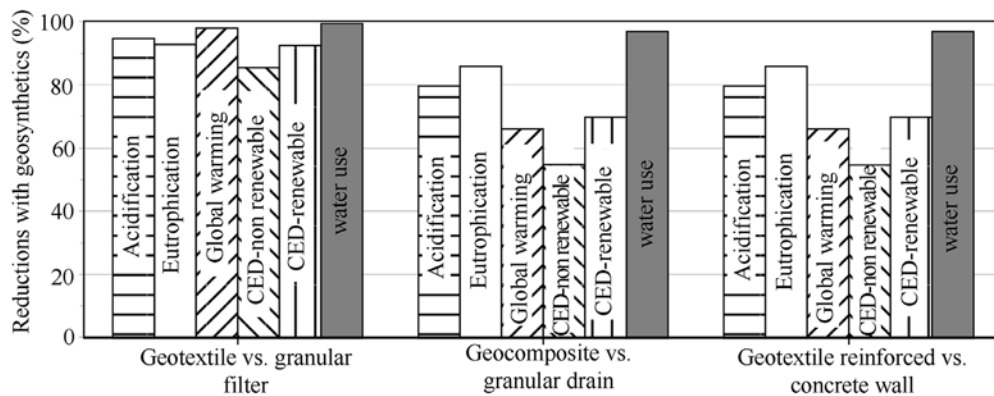 Reductions with geosynthetics (%)
100
80
60
40
20
0
Acidification
Eutrophication
Global warming
CED-non renewable
CED-renewable
water use
Acidification
Eutrophication
Global warming
CED-non renewable
CED-renewable
water use
Acidification
Eutrophication
Global warming
CED-non renewable
CED-renewable
water use
Geotextile vs. granular
filter
Geocomposite vs.
granular drain
Geotextile reinforced vs.
concrete wall